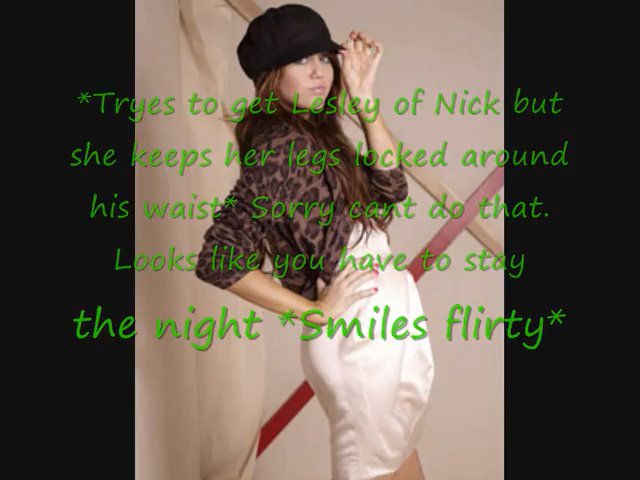 *Tryes to get Lesley of Nick but
she keeps her legs locked around
his waist* Sorry cant do that.
Looks like you have to stay
the night *Smiles flirty*